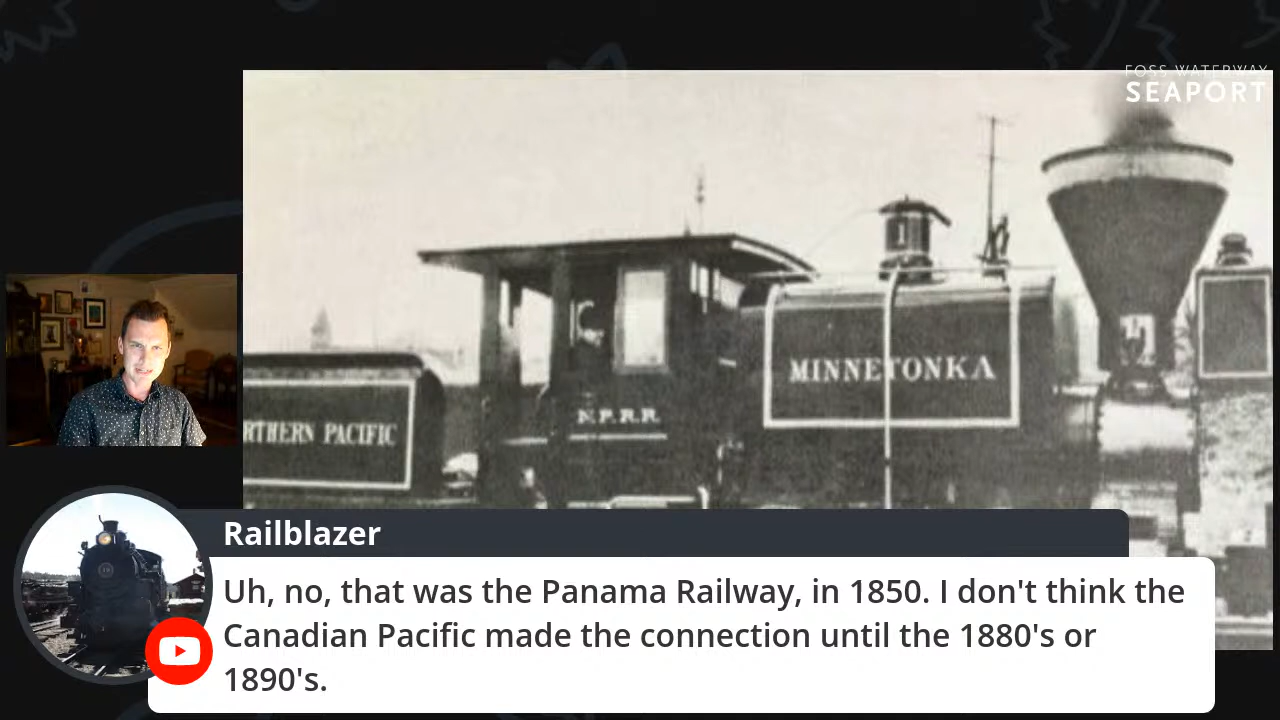 FOSS WATERWAY
SEAPORT
MINNETONKA
N.P.R.R.
RTHERN PACIFIC
Railblazer
Uh, no, that was the Panama Railway, in 1850. I don't think the
Canadian Pacific made the connection until the 1880's or
1890's.